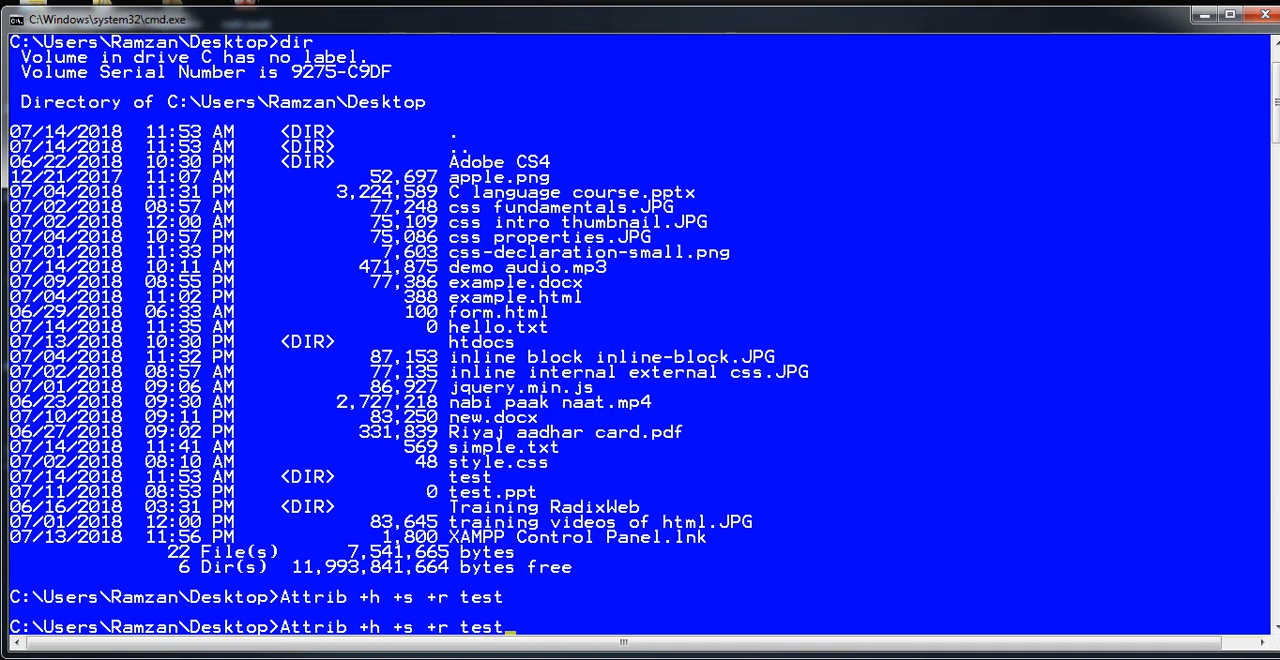 C:\Windows\system32\cmd.exe
C:\Users\Ramzan\Desktop>dir
Volume in drive C has no label.
Volume Serial Number is 9275-C9DF
Directory of C:\Users\Ramzan\Desktop
07/14/2018 11:53 AM <DIR> .
07/14/2018 11:53 AM <DIR> ..
06/22/2018 10:30 PM <DIR> Adobe CS4
12/21/2017 11:07 AM 52,697 apple.png
07/04/2018 11:31 PM 3,224,589 C language course.pptx
07/02/2018 08:57 AM 77,248 css fundamentals.JPG
07/02/2018 12:00 AM 75,109 css intro thumbnail.JPG
07/04/2018 10:57 PM 75,086 css properties.JPG
07/01/2018 11:33 PM 7,603 css-declaration-small.png
07/14/2018 10:11 AM 471,875 demo audio.mp3
07/09/2018 08:55 PM 77,386 example.docx
07/04/2018 11:02 PM 388 example.html
06/29/2018 06:33 AM 100 form.html
07/14/2018 11:35 AM 0 hello.txt
07/13/2018 10:30 PM <DIR> htdocs
07/04/2018 11:32 PM 87,153 inline block inline-block.JPG
07/02/2018 08:57 AM 77,135 inline internal external css.JPG
07/01/2018 09:06 AM 86,927 jquery.min.js
06/23/2018 09:30 AM 2,727,218 nabi paak naat.mp4
07/10/2018 09:11 PM 83,250 new.docx
06/27/2018 09:02 PM 331,839 Riyaj aadhar card.pdf
07/14/2018 11:41 AM 569 simple.txt
07/02/2018 08:10 AM 48 style.css
07/14/2018 11:53 AM <DIR> test
07/11/2018 08:53 PM 0 test.ppt
06/16/2018 03:31 PM <DIR> Training RadixWeb
07/01/2018 12:00 PM 83,645 training videos of html.JPG
07/13/2018 11:56 PM 1,800 XAMPP Control Panel.lnk
22 File(s) 7,541,665 bytes
6 Dir(s) 11,993,841,664 bytes free
C:\Users\Ramzan\Desktop>Attrib +h +s +r test
C:\Users\Ramzan\Desktop>Attrib +h +s +r test_